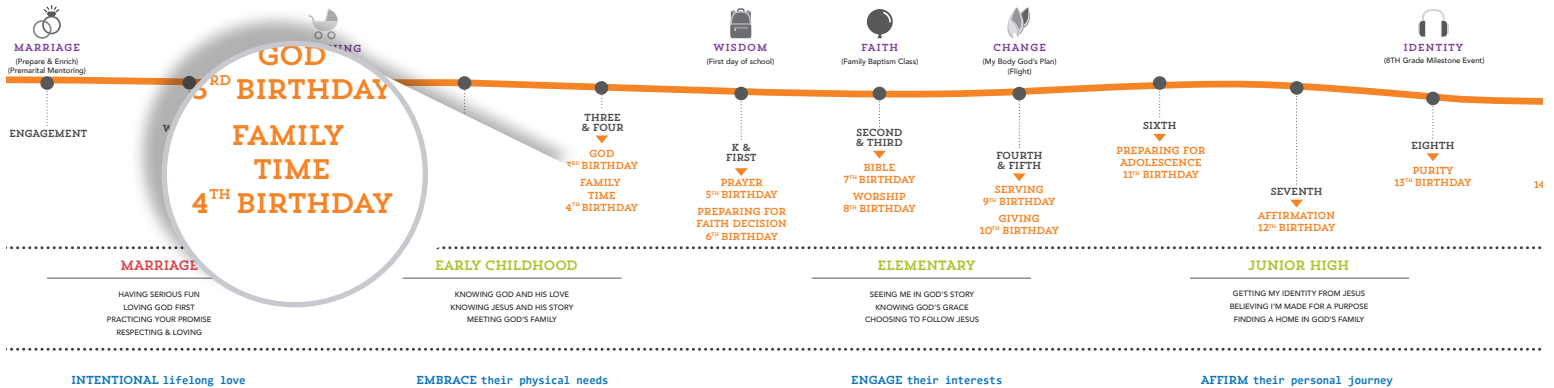 MARRIAGE
(Prepare & Enrich)
(Premarital Mentoring)
WISDOM
(First day of school)
FAITH
(Family Baptism Class)
CHANGE
(My Body God's Plan)
(Flight)
IDENTITY
(8TH Grade Milestone Event)
GOD
RD BIRTHDAY
FAMILY
TIME
4TH BIRTHDAY
ENGAGEMENT
THREE
& FOUR
GOD
3RD BIRTHDAY
FAMILY
TIME
4TH BIRTHDAY
K &
FIRST
PRAYER
5TH BIRTHDAY
PREPARING FOR
FAITH DECISION
6TH BIRTHDAY
SECOND
& THIRD
BIBLE
7TH BIRTHDAY
WORSHIP
8TH BIRTHDAY
FOURTH
& FIFTH
SERVING
9TH BIRTHDAY
GIVING
10TH BIRTHDAY
SIXTH
PREPARING FOR
ADOLESCENCE
11TH BIRTHDAY
SEVENTH
AFFIRMATION
12TH BIRTHDAY
EIGHTH
PURITY
13TH BIRTHDAY
14
MARRIAGE
HAVING SERIOUS FUN
LOVING GOD FIRST
PRACTICING YOUR PROMISE
RESPECTING & LOVING
EARLY CHILDHOOD
KNOWING GOD AND HIS LOVE
KNOWING JESUS AND HIS STORY
MEETING GOD'S FAMILY
ELEMENTARY
SEEING ME IN GOD'S STORY
KNOWING GOD'S GRACE
CHOOSING TO FOLLOW JESUS
JUNIOR HIGH
GETTING MY IDENTITY FROM JESUS
BELIEVING I'M MADE FOR A PURPOSE
FINDING A HOME IN GOD'S FAMILY
INTENTIONAL lifelong love
EMBRACE their physical needs
ENGAGE their interests
AFFIRM their personal journey